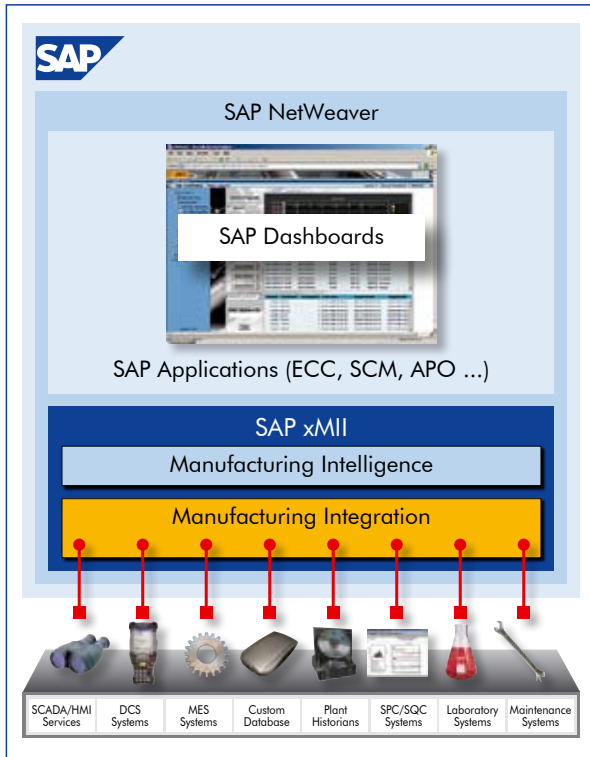 SAP
SAP NetWeaver
SAP Dashboards
SAP Applications (ECC, SCM, APO ...)
SAP xMII
Manufacturing Intelligence
Manufacturing Integration
SCADA/HMI
Services
DCS
Systems
MES
Systems
Custom
Database
Plant
Historians
SPC/SQC
Systems
Laboratory
Systems
Maintenance
Systems